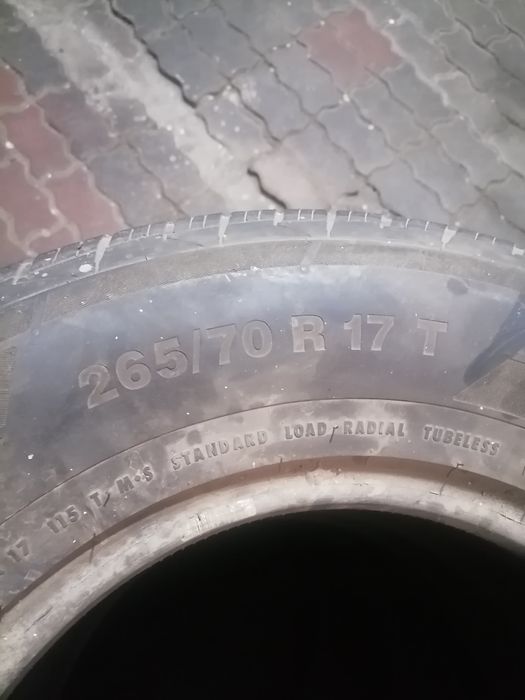 265/70 R 17 T
17 115 T M·S STANDARD LOAD RADIAL TUBELESS